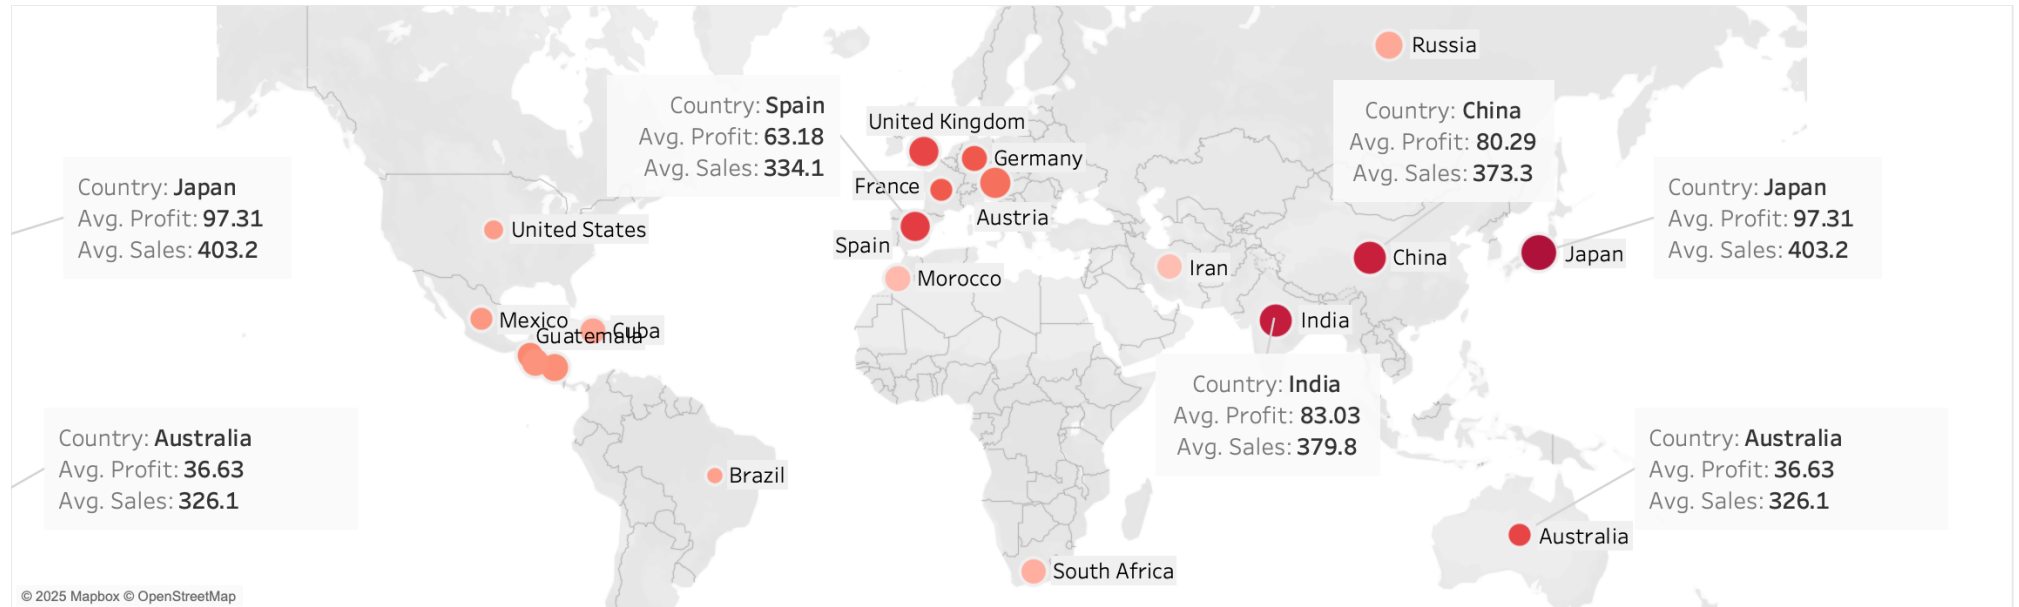 Russia
Country: Spain
Avg. Profit: 63.18
Avg. Sales: 334.1
United Kingdom
Germany
France
Austria
Spain
Country: China
Avg. Profit: 80.29
Avg. Sales: 373.3
Country: Japan
Avg. Profit: 97.31
Avg. Sales: 403.2
Country: Japan
Avg. Profit: 97.31
Avg. Sales: 403.2
United States
Morocco
Iran
China
Japan
India
Mexico
Cuba
Guatemala
Country: India
Avg. Profit: 83.03
Avg. Sales: 379.8
Country: Australia
Avg. Profit: 36.63
Avg. Sales: 326.1
Country: Australia
Avg. Profit: 36.63
Avg. Sales: 326.1
Brazil
Australia
South Africa
© 2025 Mapbox © OpenStreetMap